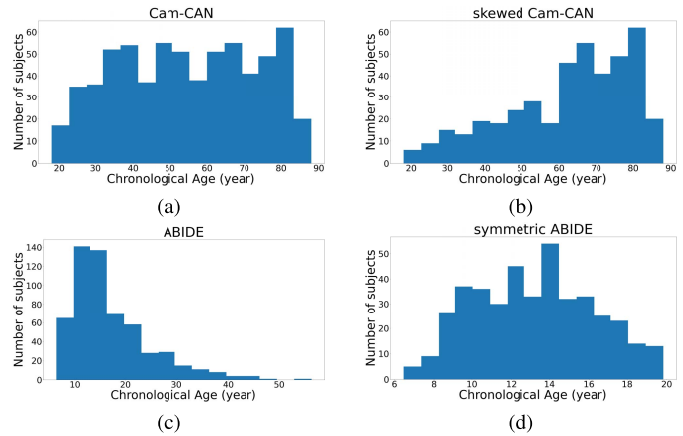 Cam-CAN
Number of subjects
60
50
40
30
20
10
0
20 30 40 50 60 70 80 90
Chronological Age (year)
(a)
skewed Cam-CAN
Number of subjects
60
50
40
30
20
10
0
20 30 40 50 60 70 80 90
Chronological Age (year)
(b)
ABIDE
Number of subjects
140
120
100
80
60
40
20
0
10 20 30 40 50
Chronological Age (year)
(c)
symmetric ABIDE
Number of subjects
50
40
30
20
10
0
6 8 10 12 14 16 18 20
Chronological Age (year)
(d)